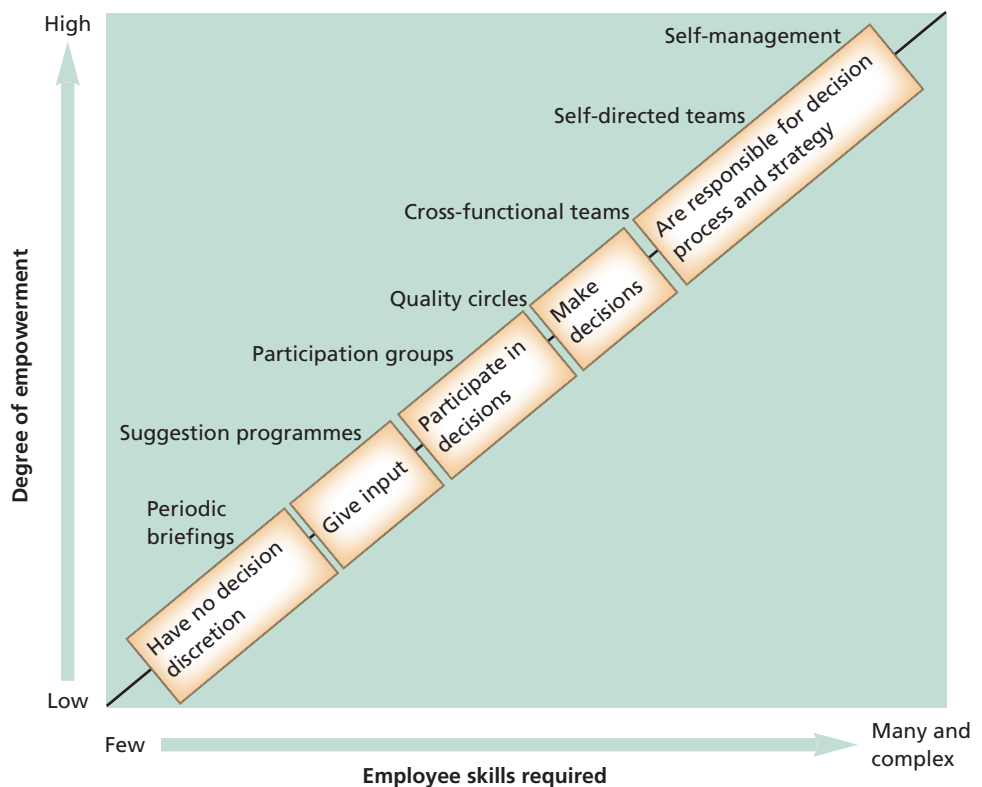 High
Self-management
Are responsible for decision
process and strategy
Self-directed teams
Cross-functional teams
Make
decisions
Quality circles
Participation groups
Participate in
decisions
Suggestion programmes
Give input
Periodic
briefings
Have no decision
discretion
Degree of empowerment
Low
Few
Many and
complex
Employee skills required